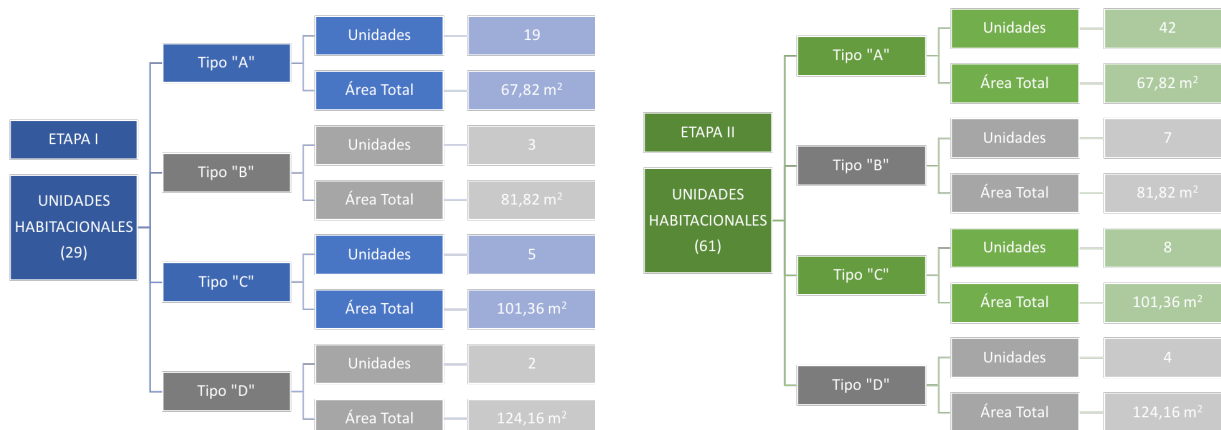 ETAPA I
UNIDADES
HABITACIONALES
(29)
Tipo "A"
Unidades
19
Área Total
67,82 m²
Tipo "B"
Unidades
3
Área Total
81,82 m²
Tipo "C"
Unidades
5
Área Total
101,36 m²
Tipo "D"
Unidades
2
Área Total
124,16 m²
ETAPA II
UNIDADES
HABITACIONALES
(61)
Tipo "A"
Unidades
42
Área Total
67,82 m²
Tipo "B"
Unidades
7
Área Total
81,82 m²
Tipo "C"
Unidades
8
Área Total
101,36 m²
Tipo "D"
Unidades
4
Área Total
124,16 m²